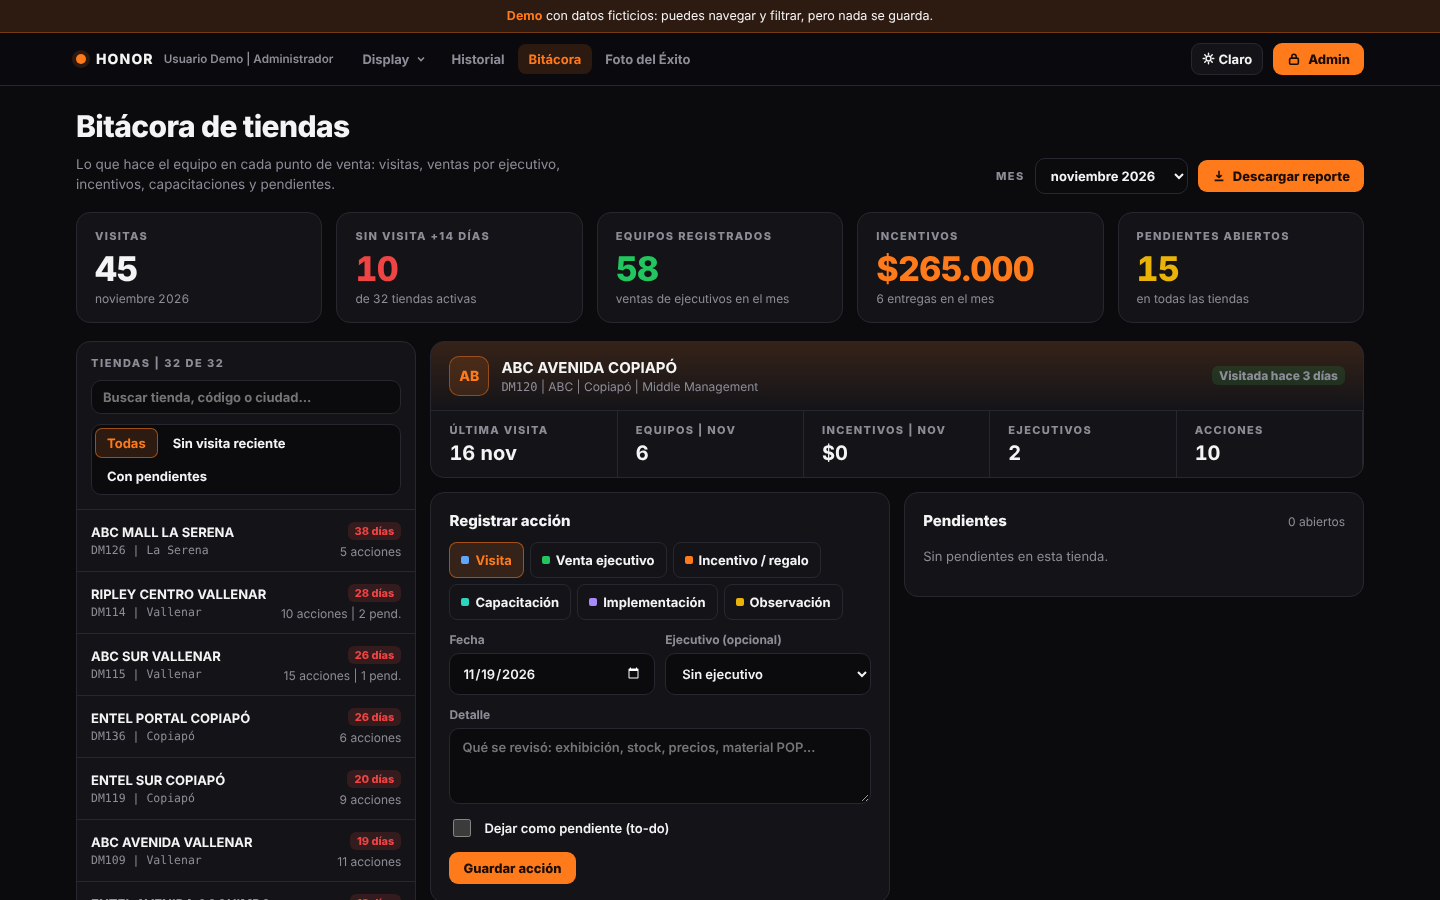 Demo con datos ficticios: puedes navegar y filtrar, pero nada se guarda.
HONOR Usuario Demo | Administrador Display Historial Bitácora Foto del Éxito Claro Admin
Bitácora de tiendas
Lo que hace el equipo en cada punto de venta: visitas, ventas por ejecutivo,
incentivos, capacitaciones y pendientes.
MES noviembre 2026 Descargar reporte
VISITAS
45
noviembre 2026
SIN VISITA +14 DÍAS
10
de 32 tiendas activas
EQUIPOS REGISTRADOS
58
ventas de ejecutivos en el mes
INCENTIVOS
$265.000
6 entregas en el mes
PENDIENTES ABIERTOS
15
en todas las tiendas
TIENDAS | 32 DE 32
Buscar tienda, código o ciudad...
Todas Sin visita reciente
Con pendientes
ABC MALL LA SERENA 38 días
DM126 | La Serena 5 acciones
RIPLEY CENTRO VALLENAR 28 días
DM114 | Vallenar 10 acciones | 2 pend.
ABC SUR VALLENAR 26 días
DM115 | Vallenar 15 acciones | 1 pend.
ENTEL PORTAL COPIAPÓ 26 días
DM136 | Copiapó 6 acciones
ENTEL SUR COPIAPÓ 20 días
DM119 | Copiapó 9 acciones
ABC AVENIDA VALLENAR 19 días
DM109 | Vallenar 11 acciones
AB
ABC AVENIDA COPIAPÓ
DM120 | ABC | Copiapó | Middle Management
Visitada hace 3 días
ÚLTIMA VISITA
16 nov
EQUIPOS | NOV
6
INCENTIVOS | NOV
$0
EJECUTIVOS
2
ACCIONES
10
Registrar acción
Visita Venta ejecutivo Incentivo / regalo
Capacitación Implementación Observación
Fecha Ejecutivo (opcional)
11/19/2026 Sin ejecutivo
Detalle
Qué se revisó: exhibición, stock, precios, material POP...
Dejar como pendiente (to-do)
Guardar acción
Pendientes 0 abiertos
Sin pendientes en esta tienda.